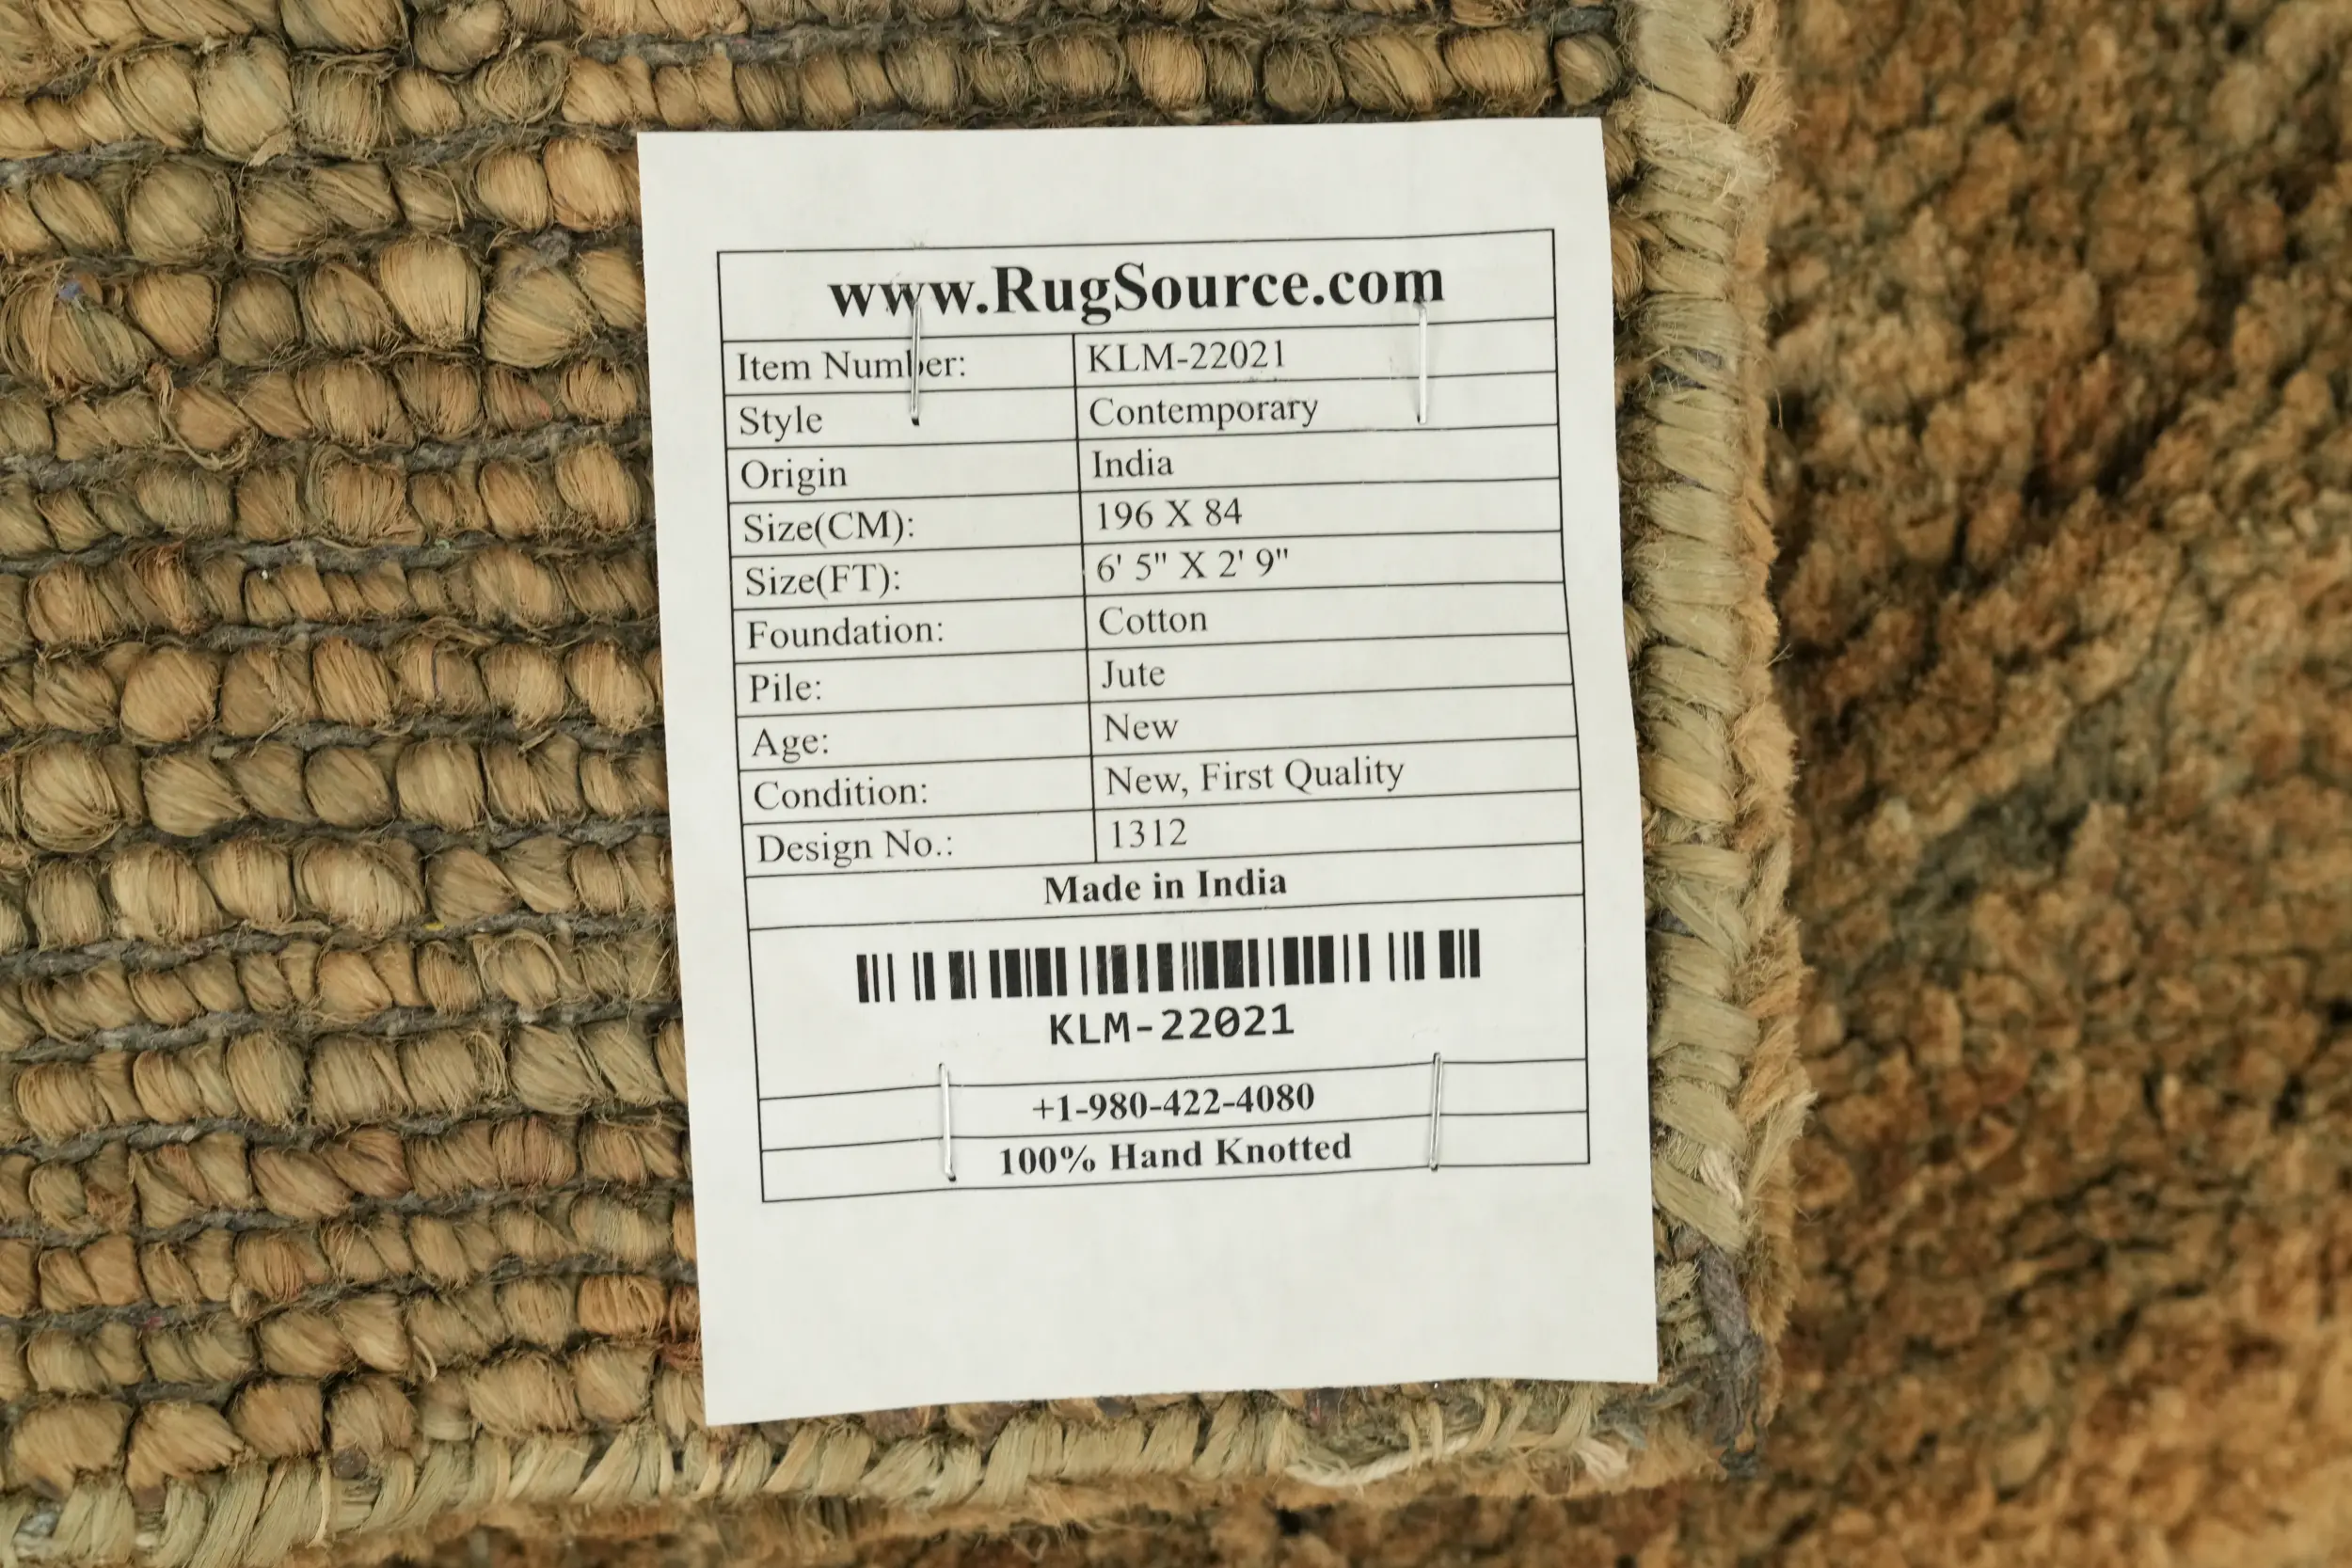 www.RugSource.com
Item Number: KLM-22021
Style Contemporary
Origin India
Size(CM): 196 X 84
Size(FT): 6' 5" X 2' 9"
Foundation: Cotton
Pile: Jute
Age: New
Condition: New, First Quality
Design No.: 1312
Made in India
KLM-22021
+1-980-422-4080
100% Hand Knotted